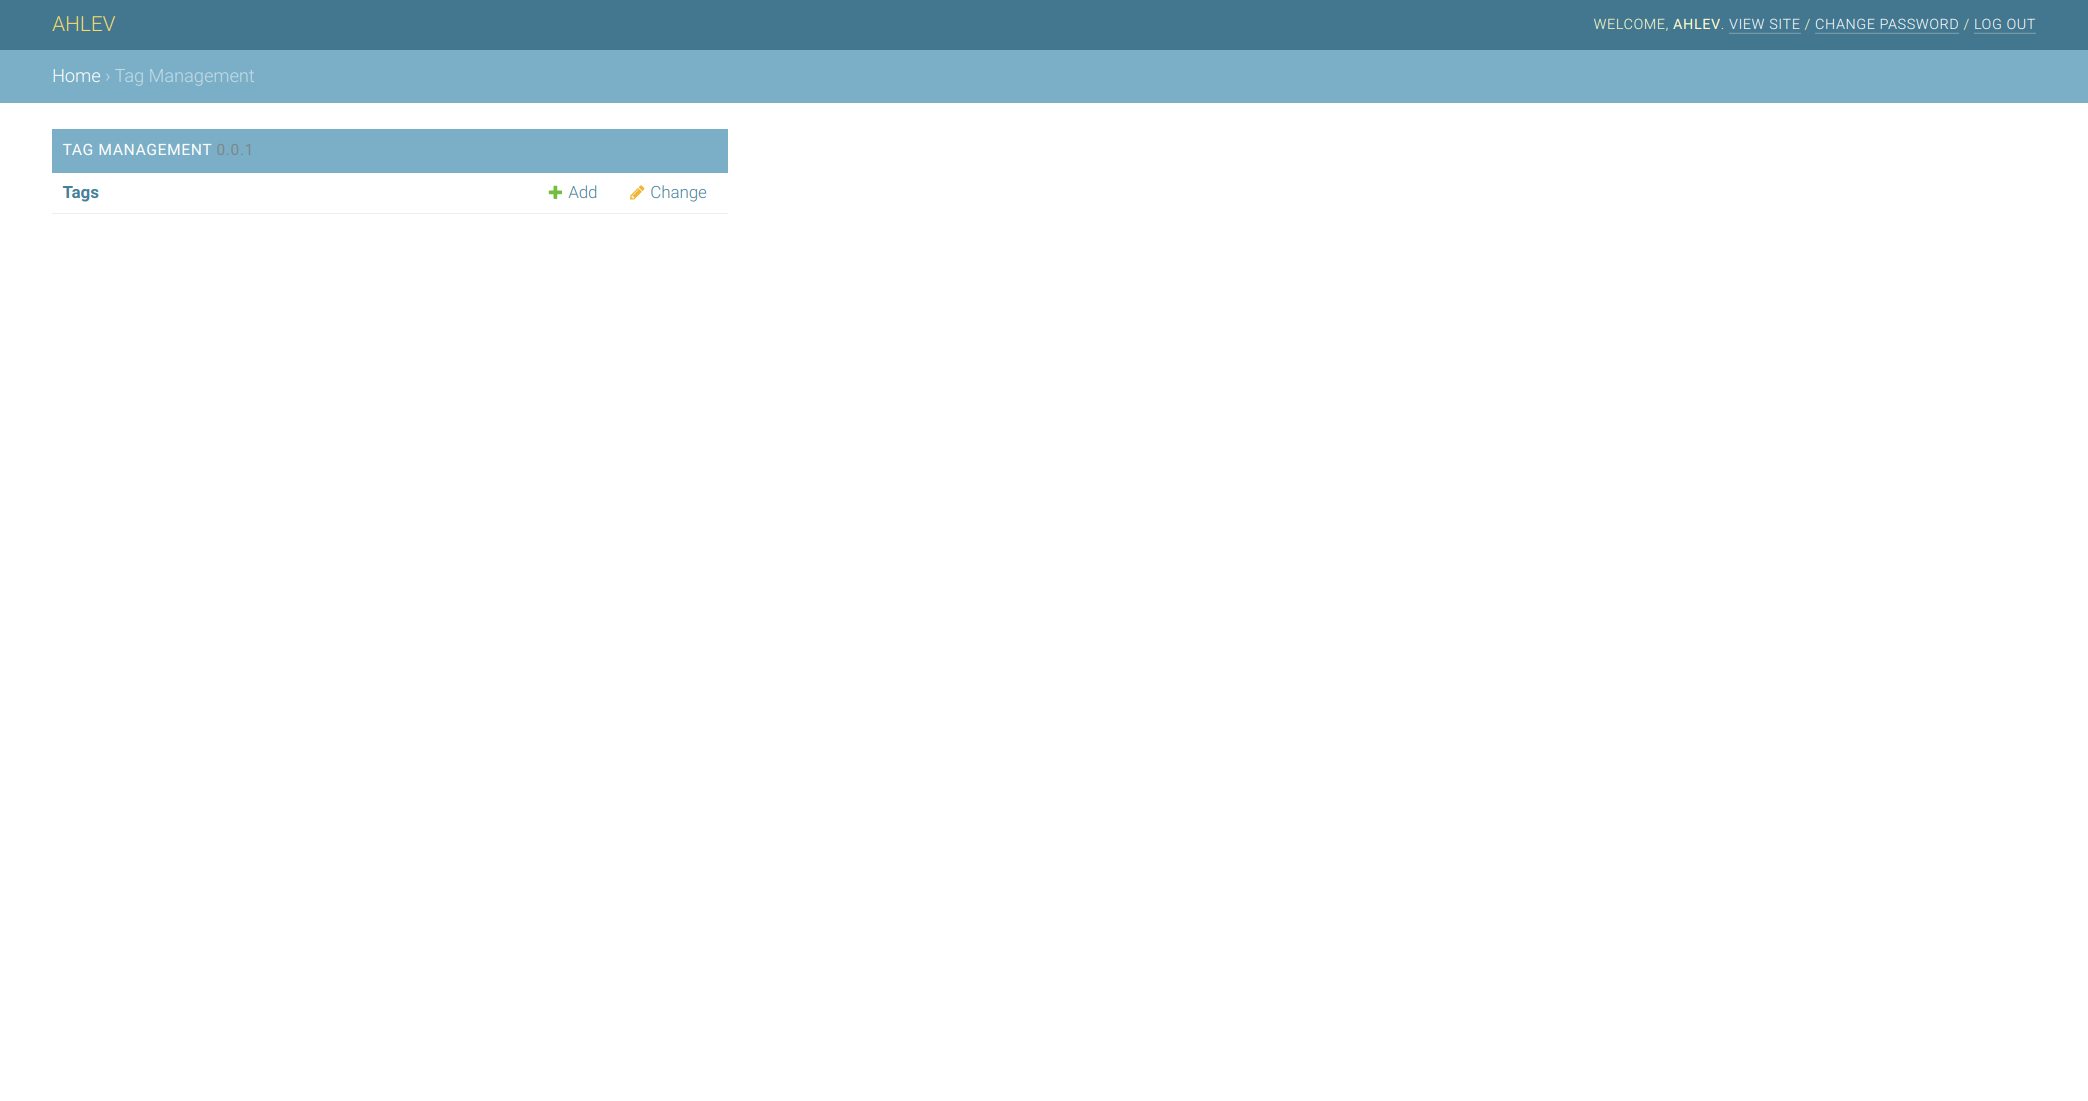 AHLEV
WELCOME, AHLEV. VIEW SITE / CHANGE PASSWORD / LOG OUT
Home › Tag Management
TAG MANAGEMENT 0.0.1
Tags Add Change